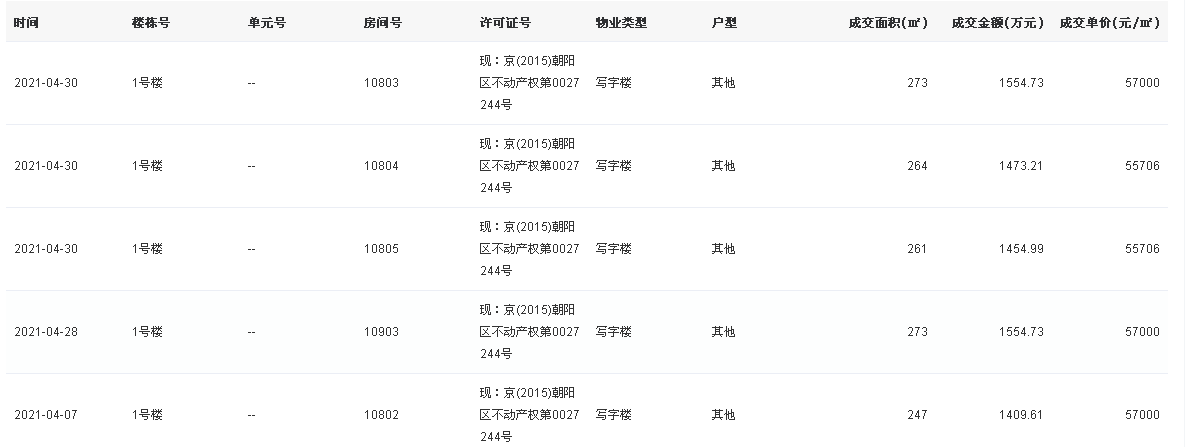 时间 楼栋号 单元号 房间号 许可证号 物业类型 户型 成交面积(㎡) 成交金额(万元) 成交单价(元/㎡)
现：京(2015)朝阳
2021-04-30 1号楼 -- 10803 区不动产权第0027 写字楼 其他 273 1554.73 57000
244号
现：京(2015)朝阳
2021-04-30 1号楼 -- 10804 区不动产权第0027 写字楼 其他 264 1473.21 55706
244号
现：京(2015)朝阳
2021-04-30 1号楼 -- 10805 区不动产权第0027 写字楼 其他 261 1454.99 55706
244号
现：京(2015)朝阳
2021-04-28 1号楼 -- 10903 区不动产权第0027 写字楼 其他 273 1554.73 57000
244号
现：京(2015)朝阳
2021-04-07 1号楼 -- 10802 区不动产权第0027 写字楼 其他 247 1409.61 57000
244号